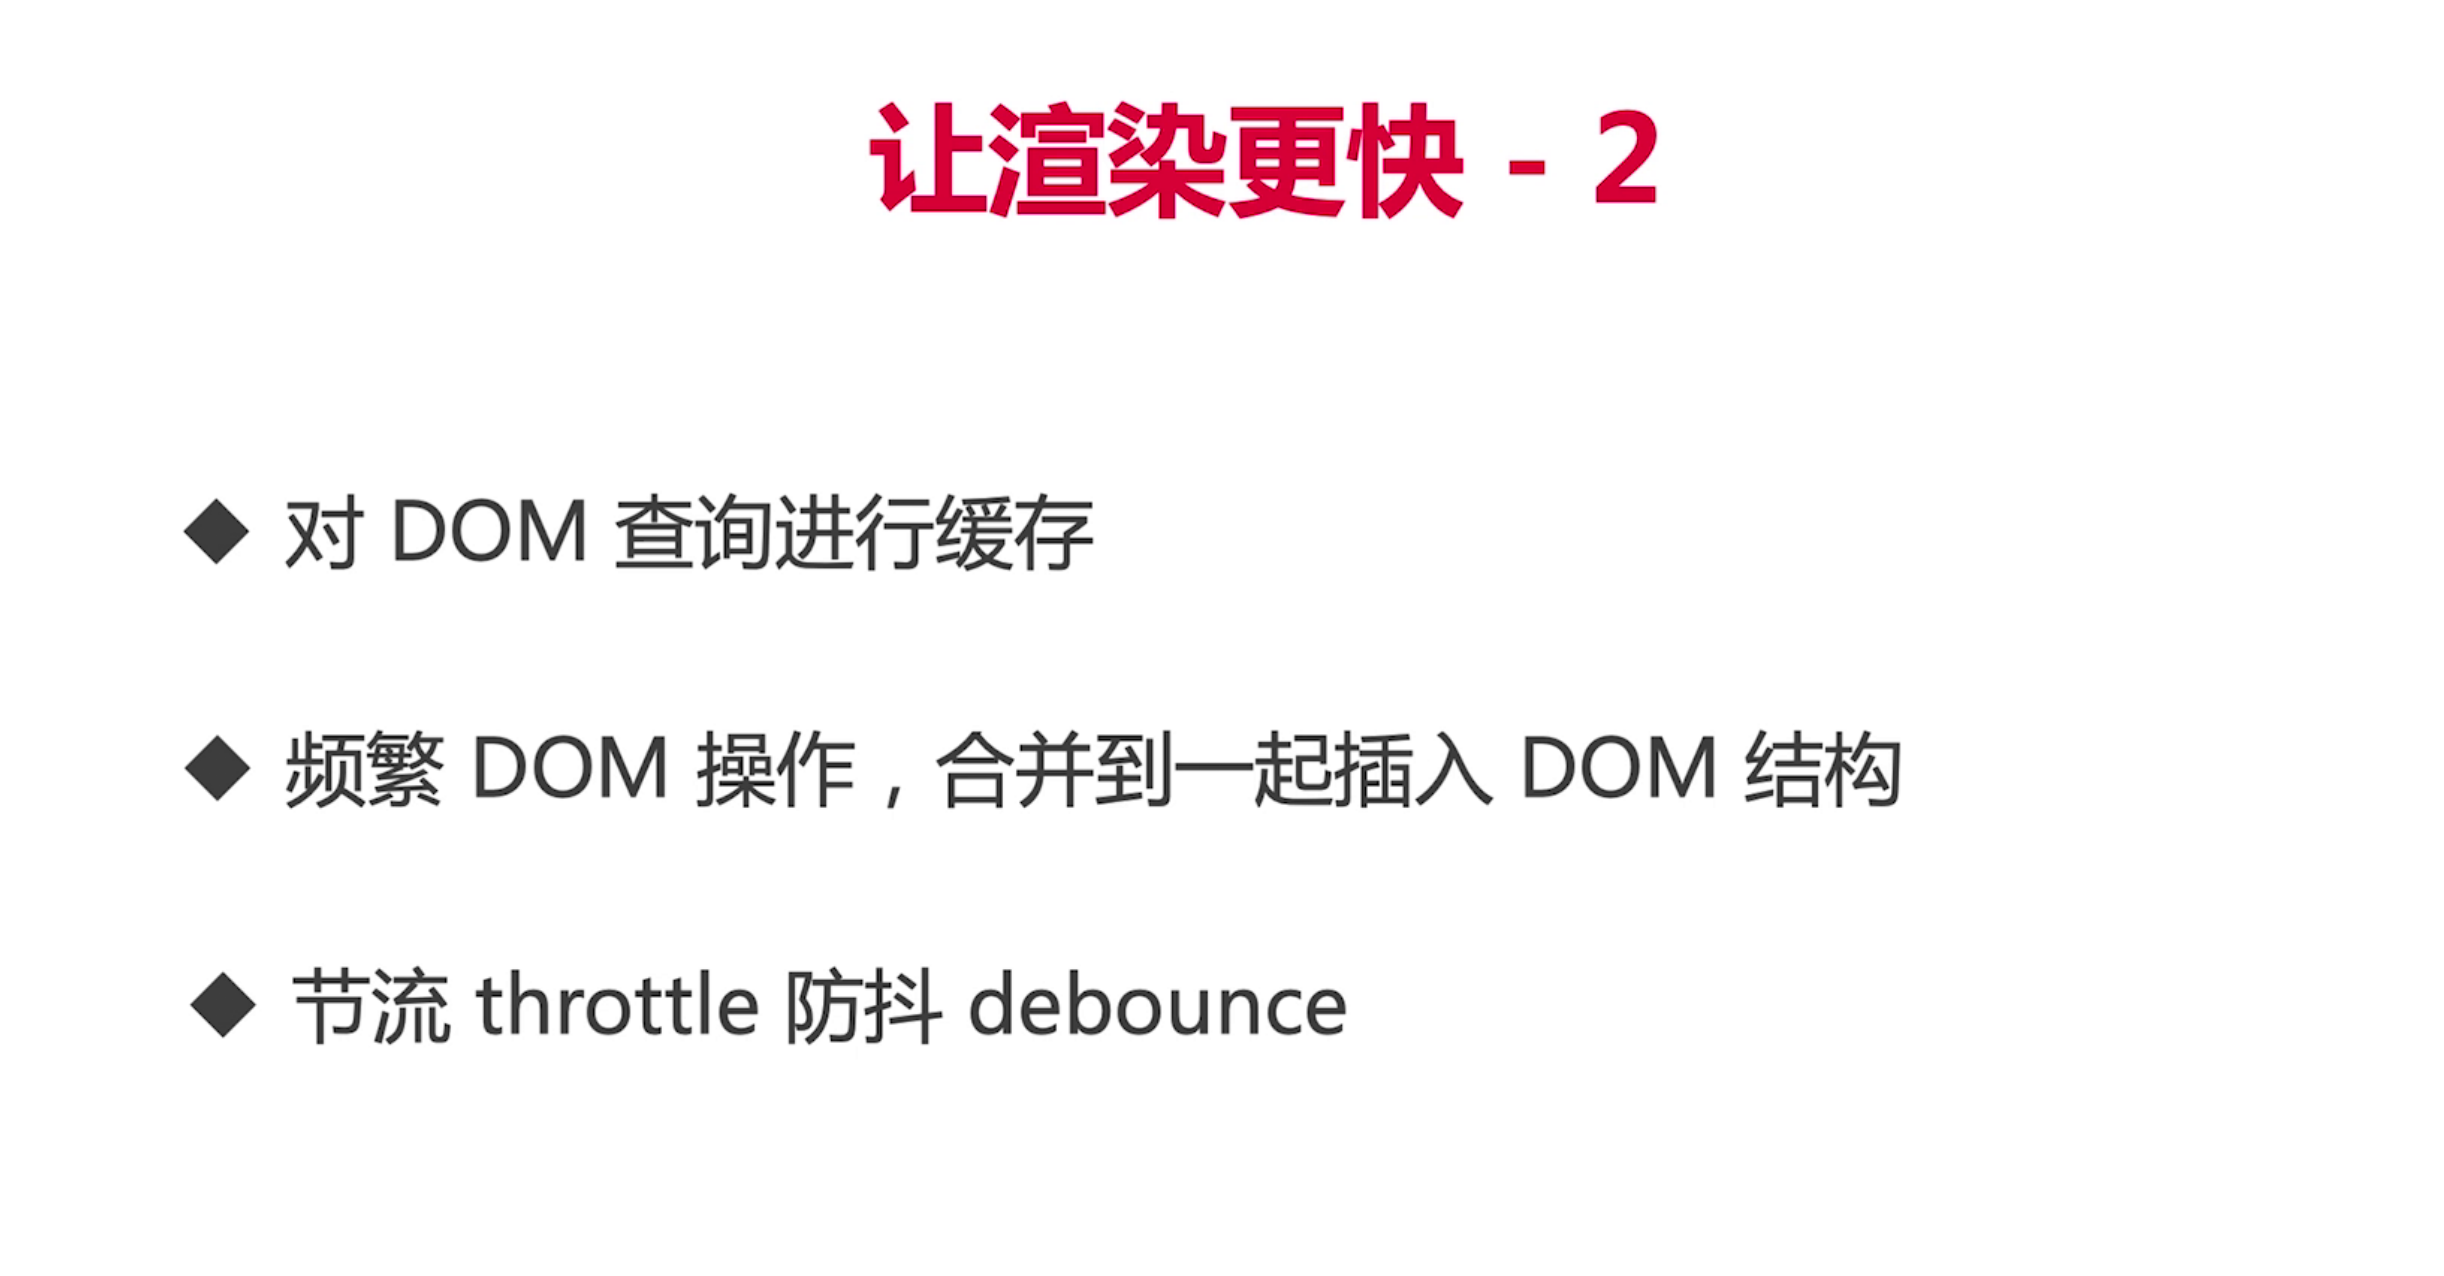 让渲染更快 - 2
◆ 对 DOM 查询进行缓存
◆ 频繁 DOM 操作，合并到一起插入 DOM 结构
◆ 节流 throttle 防抖 debounce